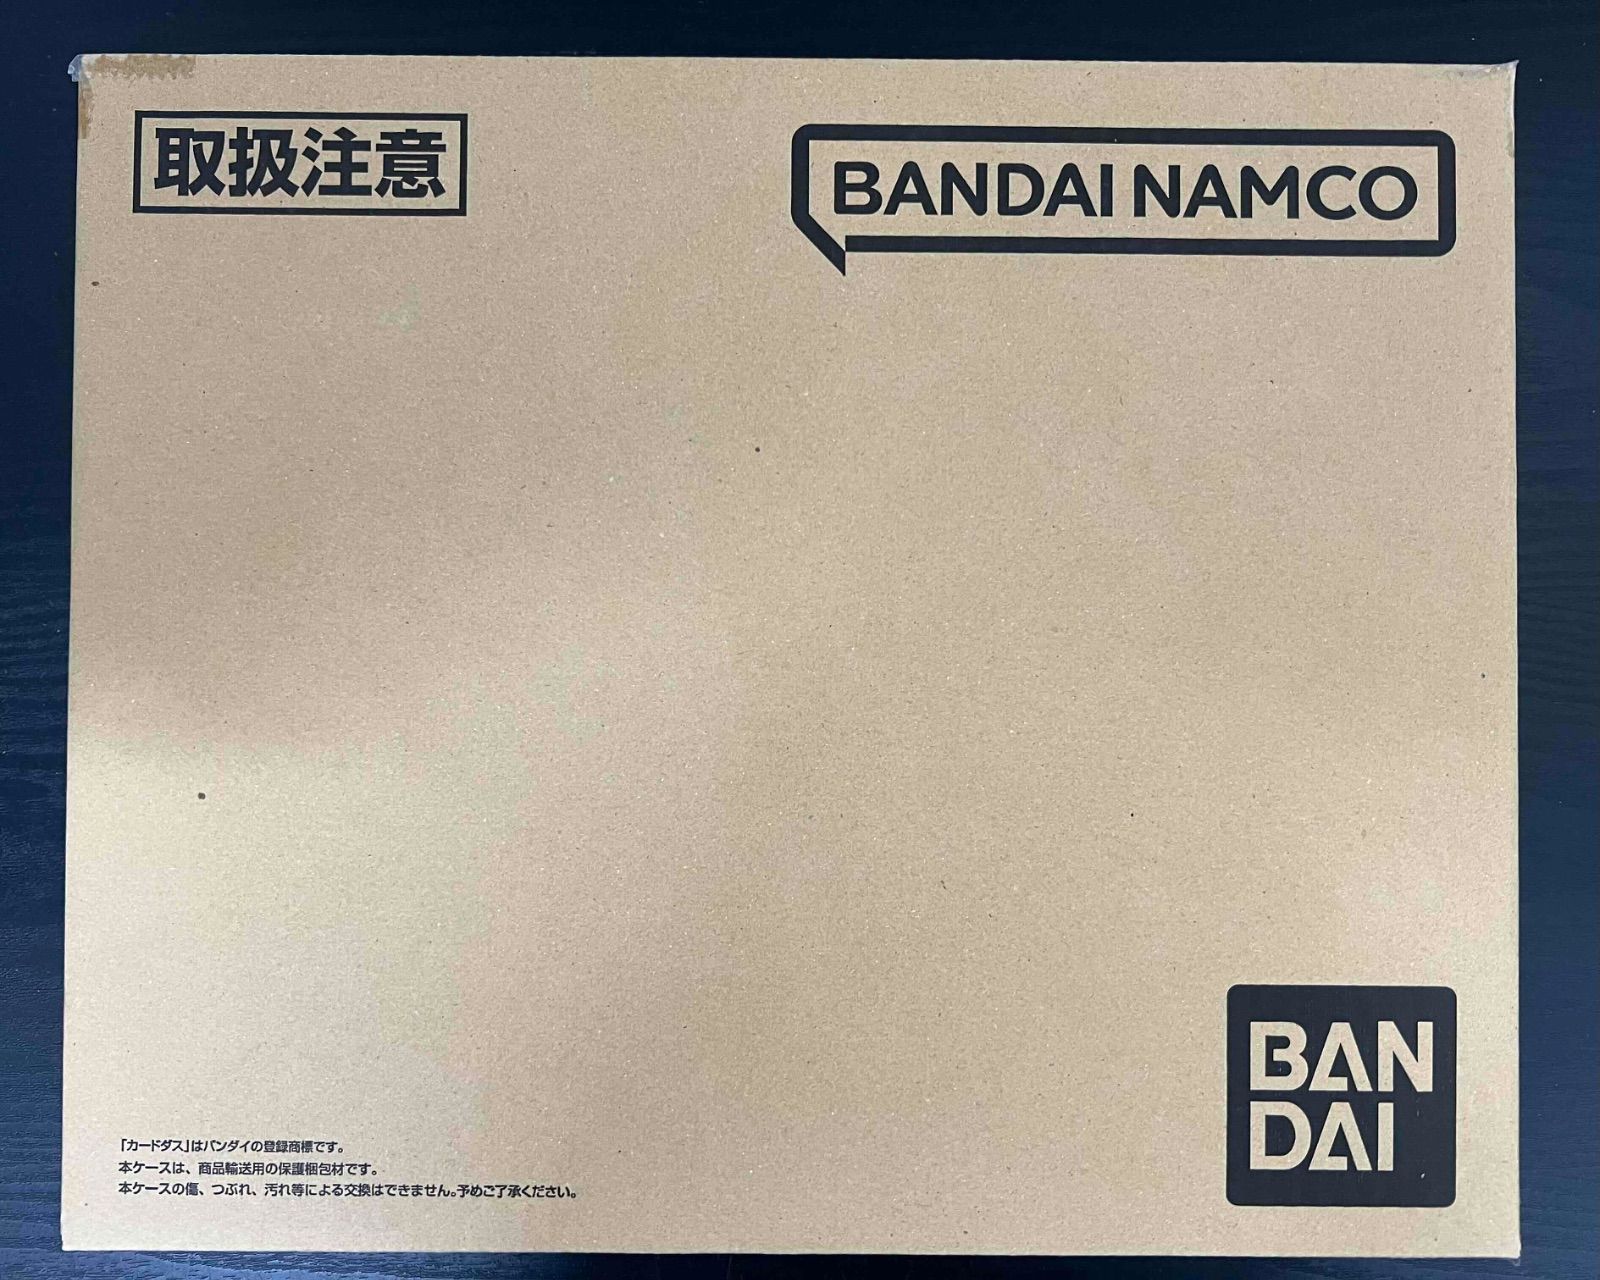 取扱注意
BANDAI NAMCO
BAN
DAI
「カードダス」はバンダイの登録商標です。
本ケースは、商品輸送用の保護梱包材です。
本ケースの傷、つぶれ、汚れ等による交換はできません。予めご了承ください。